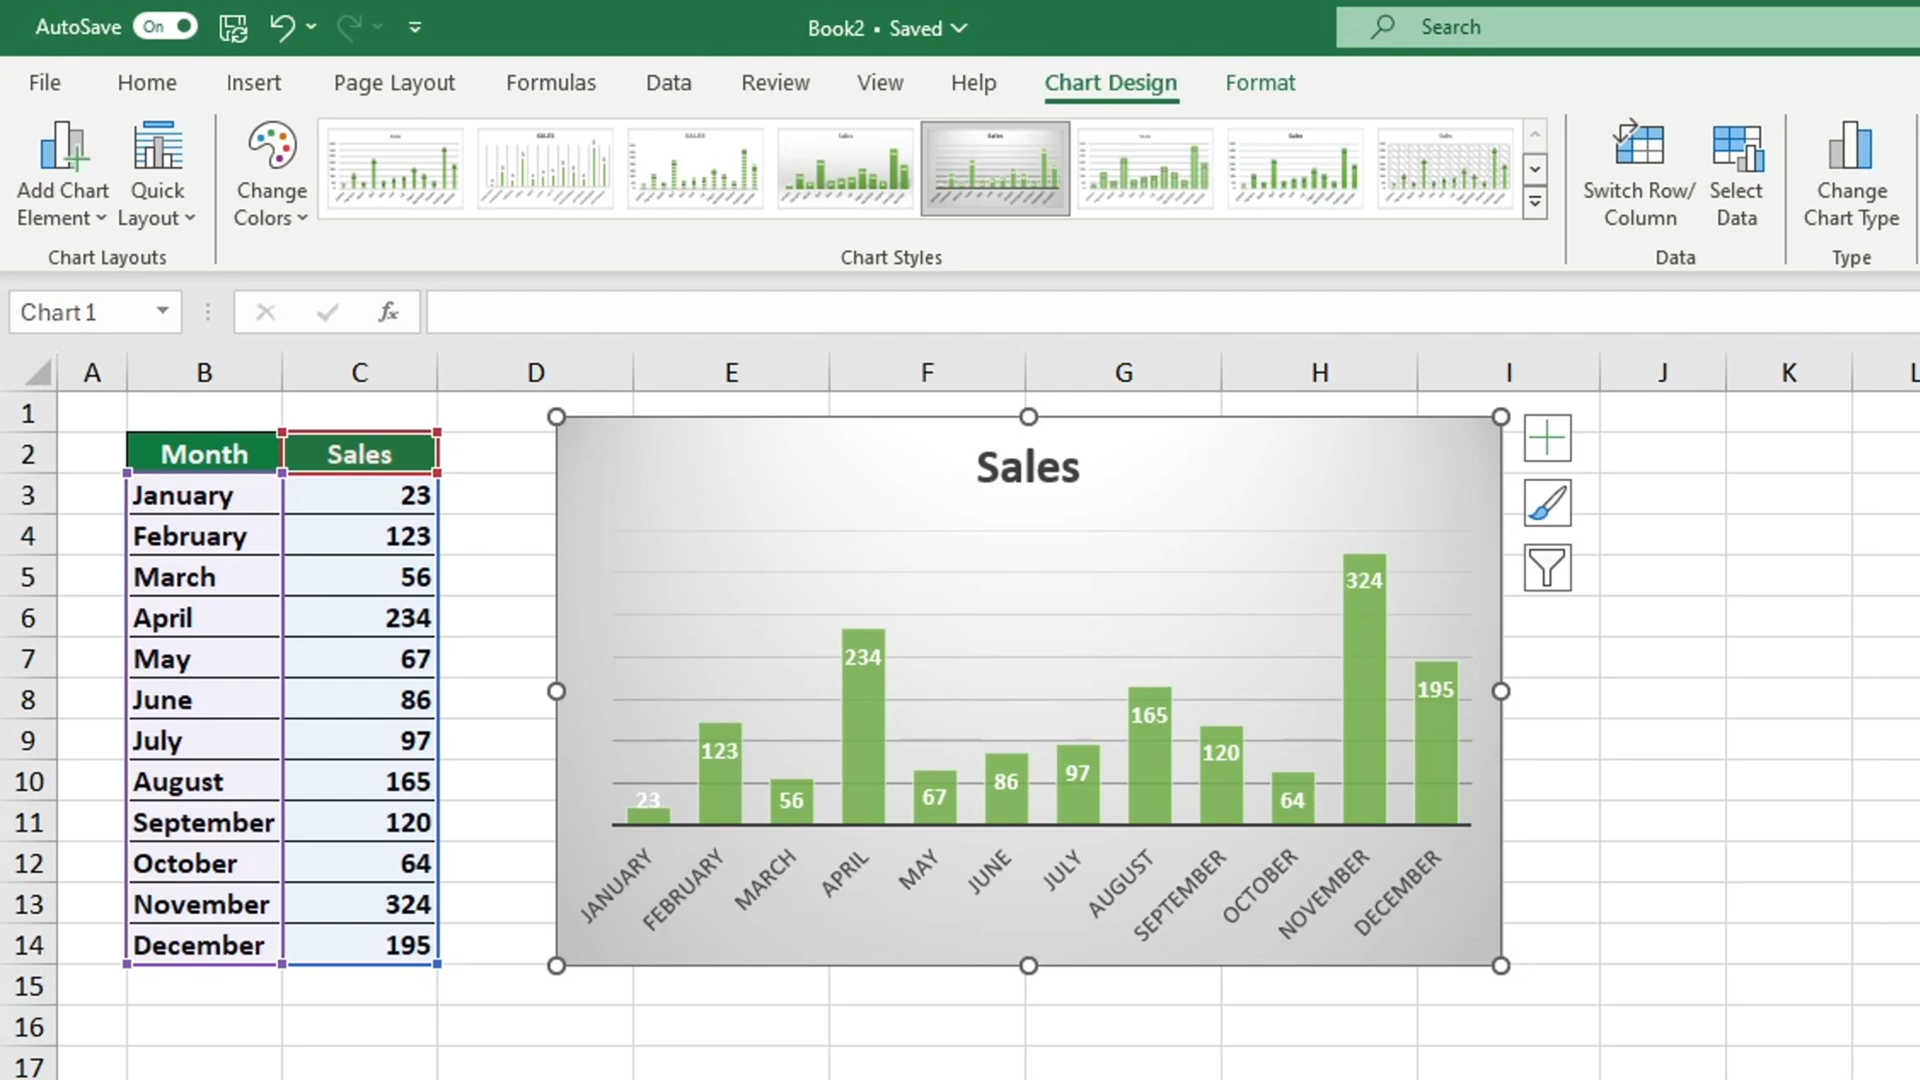 AutoSave On
Book2 • Saved
Search
File Home Insert Page Layout Formulas Data Review View Help Chart Design Format
Add Chart Element
Quick Layout
Change Colors
Switch Row/ Column
Select Data
Change Chart Type
Chart Layouts
Chart Styles
Data
Type
Chart 1
fx
A B C D E F G H I J K L
1
2 Month Sales
3 January 23
4 February 123
5 March 56
6 April 234
7 May 67
8 June 86
9 July 97
10 August 165
11 September 120
12 October 64
13 November 324
14 December 195
15
16
17
Sales
23 123 56 234 67 86 97 165 120 64 324 195
JANUARY FEBRUARY MARCH APRIL MAY JUNE JULY AUGUST SEPTEMBER OCTOBER NOVEMBER DECEMBER